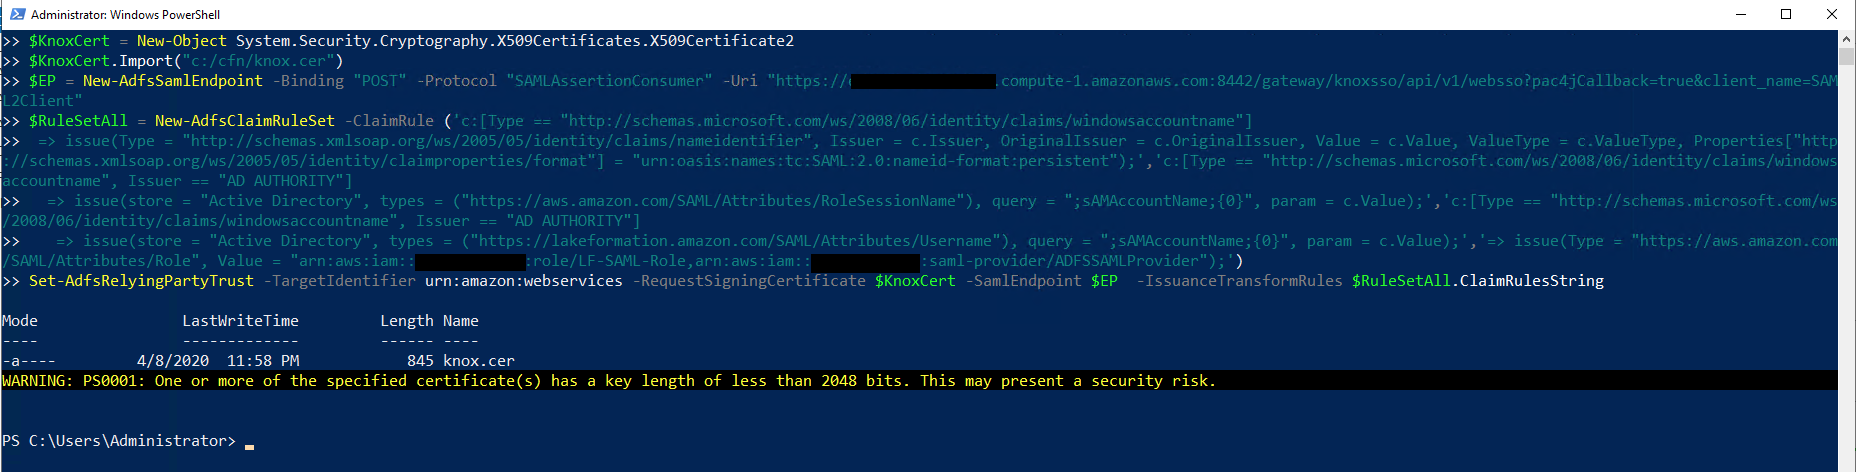 Administrator: Windows PowerShell
>> $KnoxCert = New-Object System.Security.Cryptography.X509Certificates.X509Certificate2
>> $KnoxCert.Import("c:/cfn/knox.cer")
>> $EP = New-AdfsSamlEndpoint -Binding "POST" -Protocol "SAMLAssertionConsumer" -Uri "https:// .compute-1.amazonaws.com:8442/gateway/knoxsso/api/v1/websso?pac4jCallback=true&client_name=SAM
L2Client"
>> $RuleSetAll = New-AdfsClaimRuleSet -ClaimRule ('c:[Type == "http://schemas.microsoft.com/ws/2008/06/identity/claims/windowsaccountname"]
>>  => issue(Type = "http://schemas.xmlsoap.org/ws/2005/05/identity/claims/nameidentifier", Issuer = c.Issuer, OriginalIssuer = c.OriginalIssuer, Value = c.Value, ValueType = c.ValueType, Properties["http
://schemas.xmlsoap.org/ws/2005/05/identity/claimproperties/format"] = "urn:oasis:names:tc:SAML:2.0:nameid-format:persistent");','c:[Type == "http://schemas.microsoft.com/ws/2008/06/identity/claims/windows
accountname", Issuer == "AD AUTHORITY"]
>>   => issue(store = "Active Directory", types = ("https://aws.amazon.com/SAML/Attributes/RoleSessionName"), query = ";sAMAccountName;{0}", param = c.Value);','c:[Type == "http://schemas.microsoft.com/ws
/2008/06/identity/claims/windowsaccountname", Issuer == "AD AUTHORITY"]
>>    => issue(store = "Active Directory", types = ("https://lakeformation.amazon.com/SAML/Attributes/Username"), query = ";sAMAccountName;{0}", param = c.Value);','=> issue(Type = "https://aws.amazon.com
/SAML/Attributes/Role", Value = "arn:aws:iam:: :role/LF-SAML-Role,arn:aws:iam:: :saml-provider/ADFSSAMLProvider");')
>> Set-AdfsRelyingPartyTrust -TargetIdentifier urn:amazon:webservices -RequestSigningCertificate $KnoxCert -SamlEndpoint $EP  -IssuanceTransformRules $RuleSetAll.ClaimRulesString
Mode LastWriteTime Length Name
---- ------------- ------ ----
-a---- 4/8/2020 11:58 PM 845 knox.cer
WARNING: PS0001: One or more of the specified certificate(s) has a key length of less than 2048 bits. This may present a security risk.
PS C:\Users\Administrator> _